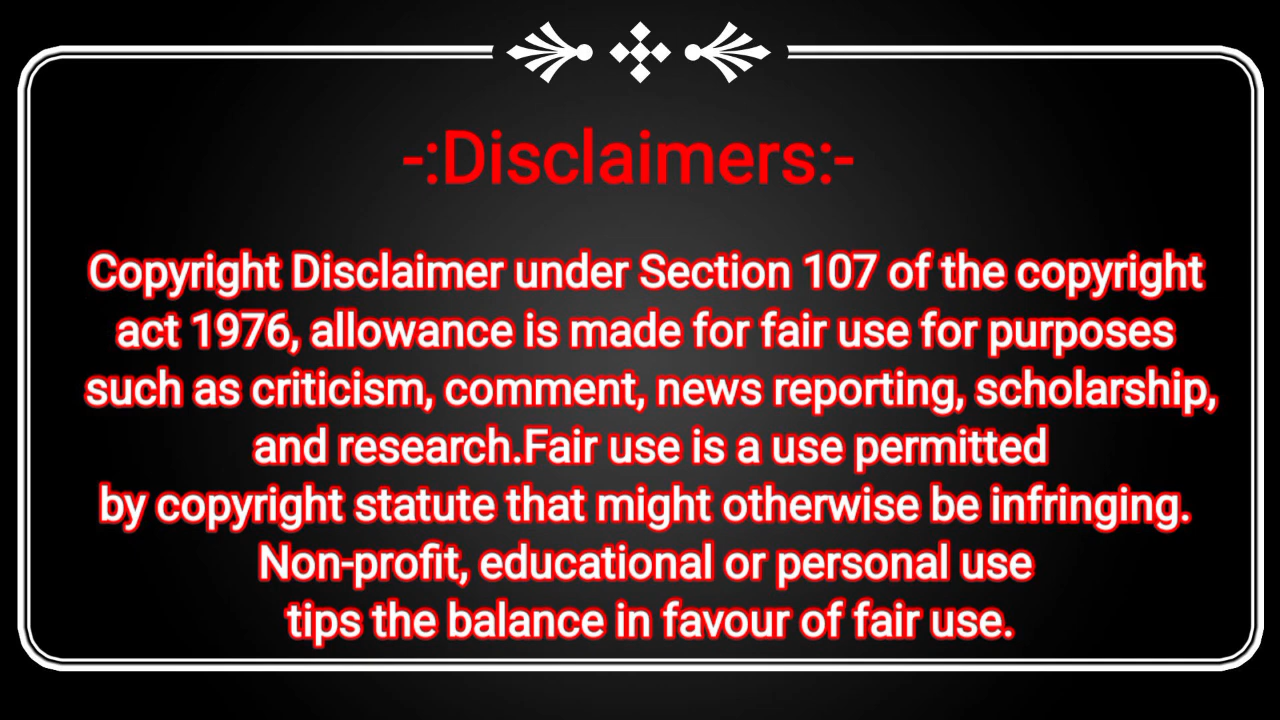 -:Disclaimers:-
Copyright Disclaimer under Section 107 of the copyright
act 1976, allowance is made for fair use for purposes
such as criticism, comment, news reporting, scholarship,
and research.Fair use is a use permitted
by copyright statute that might otherwise be infringing.
Non-profit, educational or personal use
tips the balance in favour of fair use.